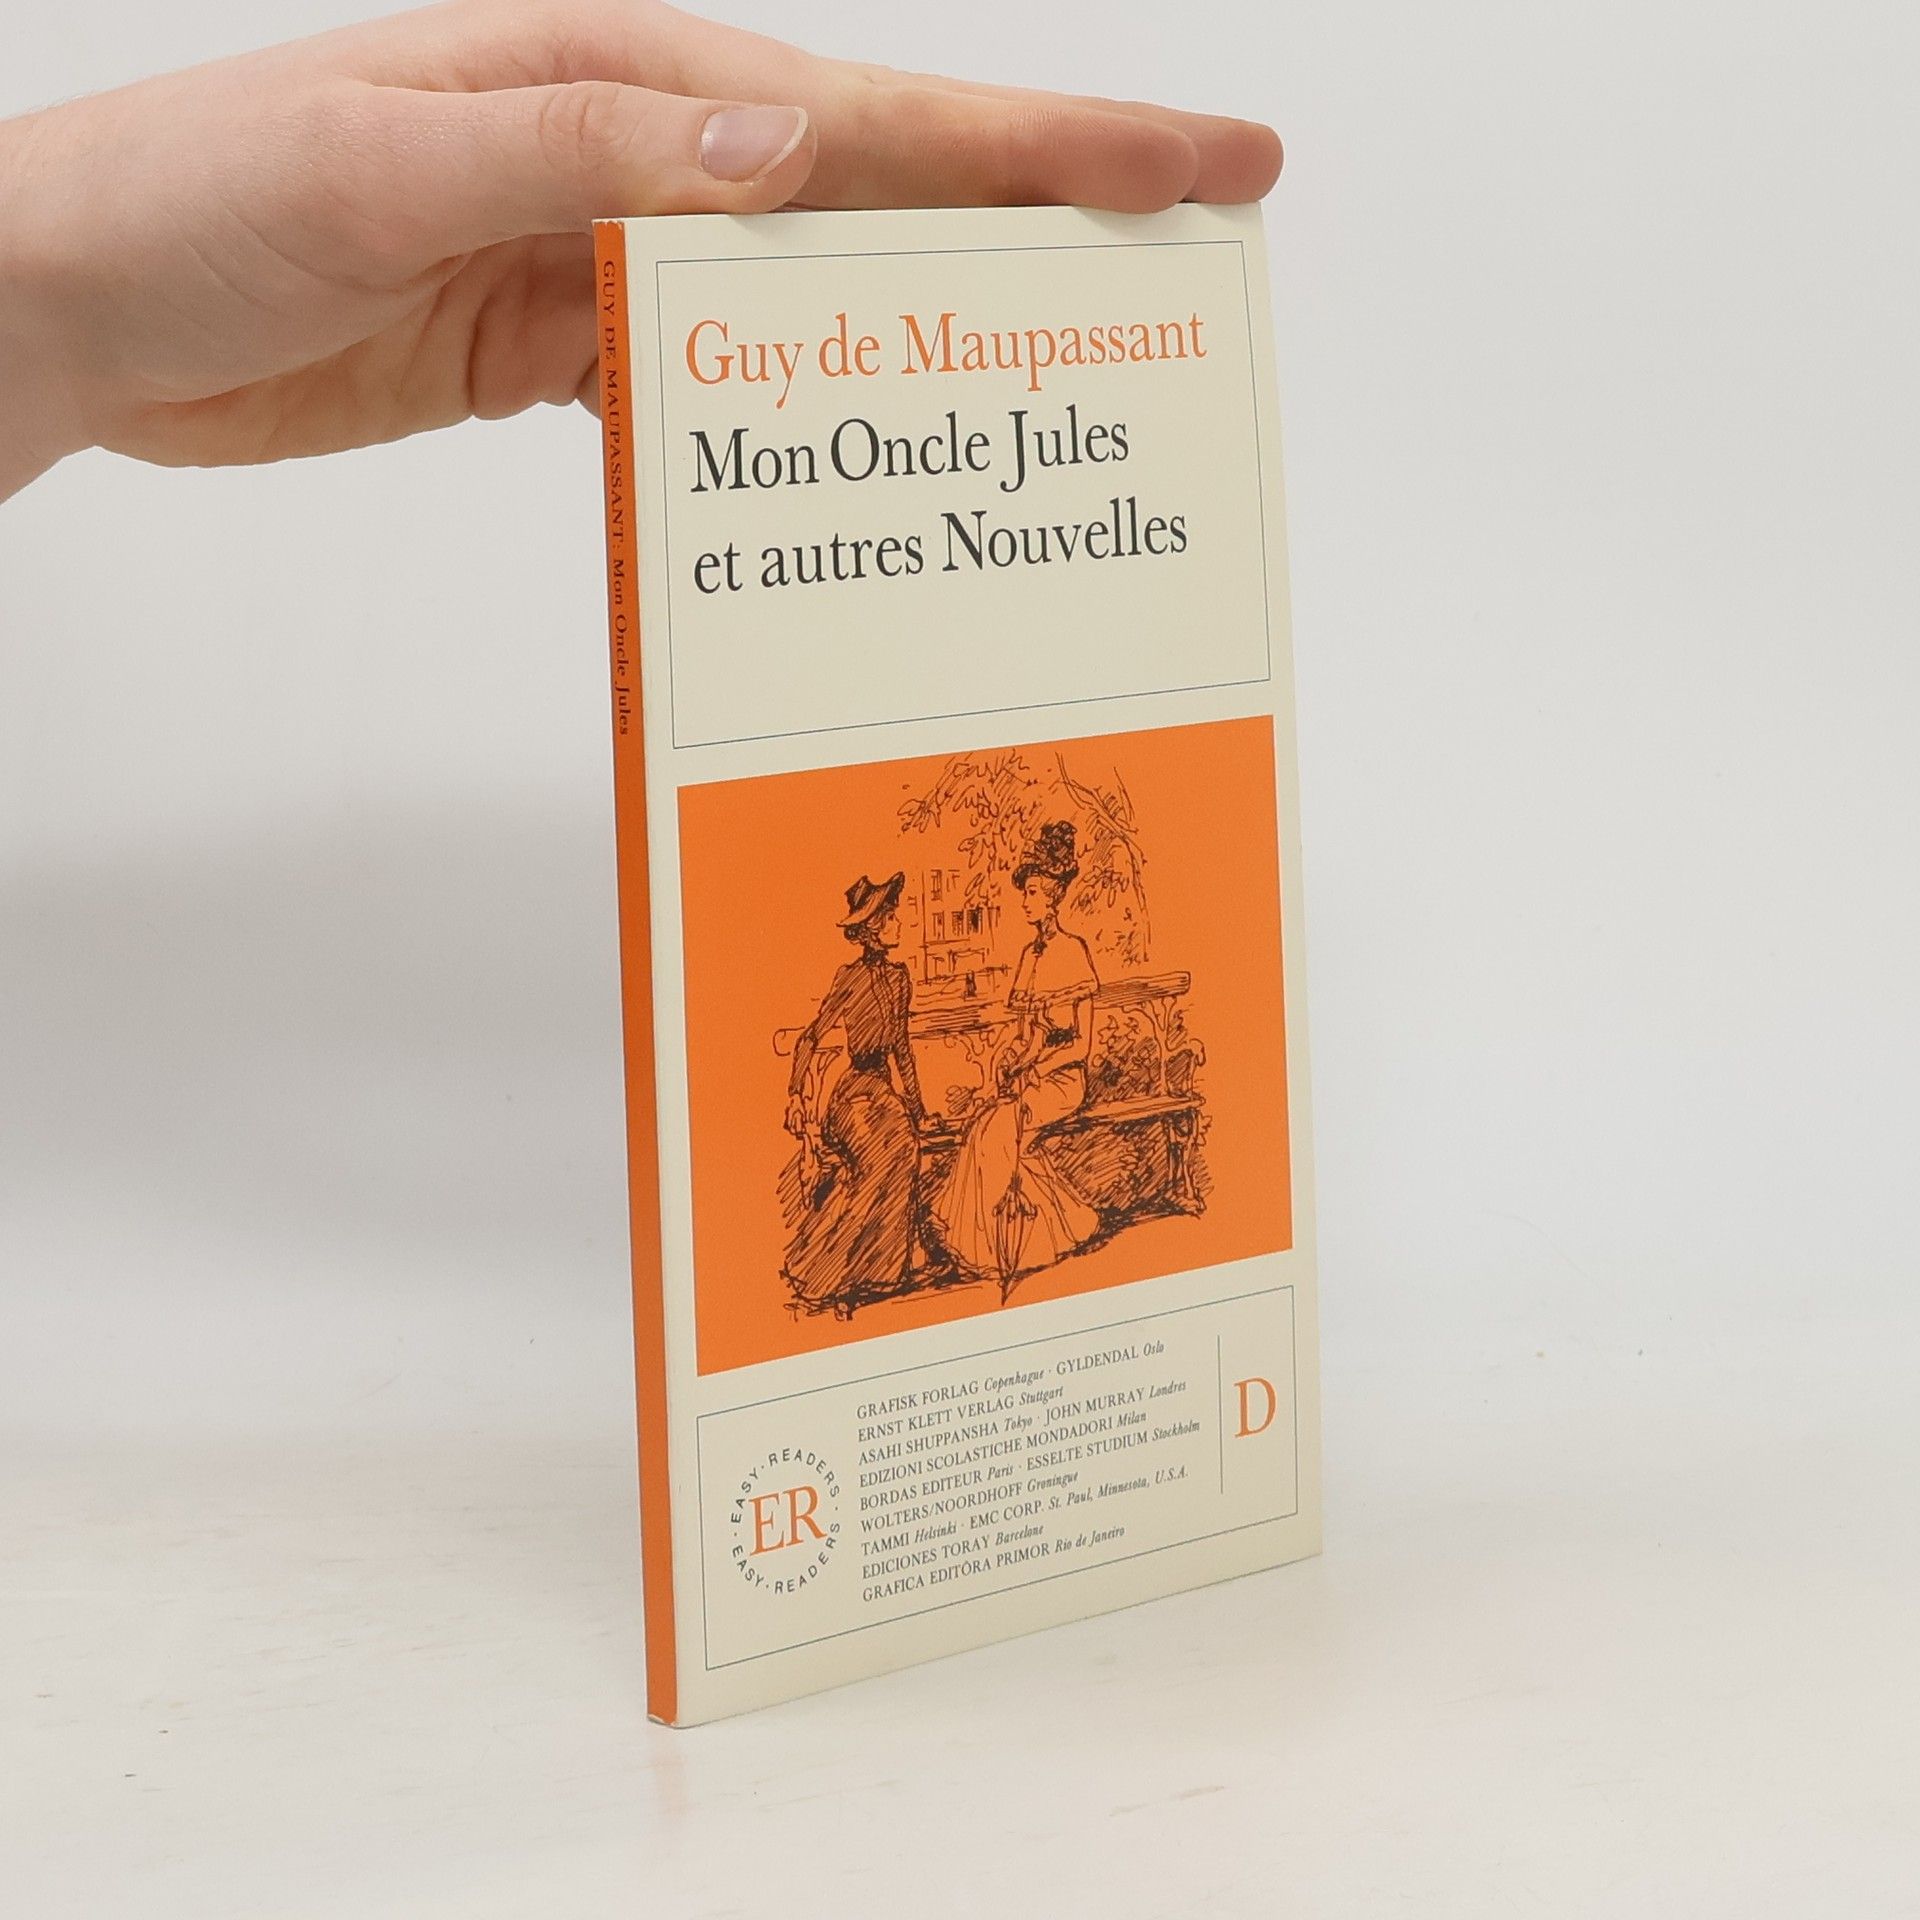 GUY DE MAUPASSANT: Mon Oncle Jules
Guy de Maupassant
Mon Oncle Jules
et autres Nouvelles
GRAFISK FORLAG Copenhague · GYLDENDAL Oslo
ERNST KLETT VERLAG Stuttgart
ASAHI SHUPPANSHA Tokyo · JOHN MURRAY Londres
EDIZIONI SCOLASTICHE MONDADORI Milan
BORDAS EDITEUR Paris · ESSELTE STUDIUM Stockholm
WOLTERS/NOORDHOFF Groningue
TAMMI Helsinki · EMC CORP. St. Paul, Minnesota, U.S.A.
EDICIONES TORAY Barcelone
GRAFICA EDITÔRA PRIMOR Rio de Janeiro
EASY · READERS · EASY · READERS ·
ER
D